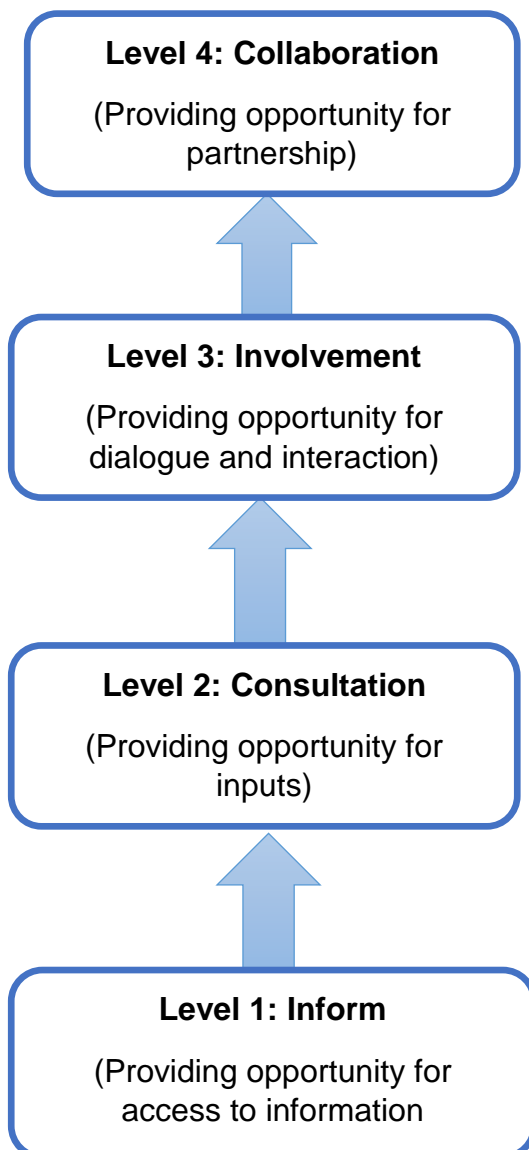 Level 4: Collaboration
(Providing opportunity for
partnership)
Level 3: Involvement
(Providing opportunity for
dialogue and interaction)
Level 2: Consultation
(Providing opportunity for
inputs)
Level 1: Inform
(Providing opportunity for
access to information